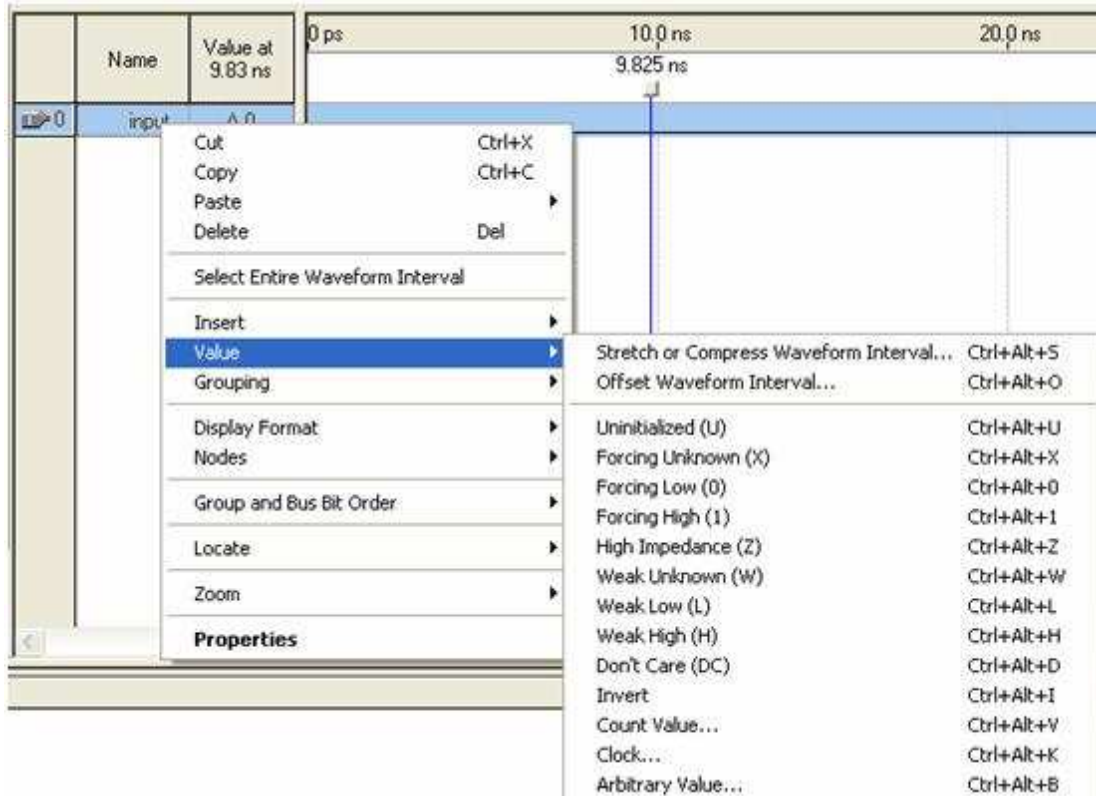 Name
Value at
9.83 ns
0 ps
10.0 ns
20.0 ns
9.825 ns
0
input
Cut Ctrl+X
Copy Ctrl+C
Paste
Delete Del
Select Entire Waveform Interval
Insert
Value
Grouping
Display Format
Nodes
Group and Bus Bit Order
Locate
Zoom
Properties
Stretch or Compress Waveform Interval... Ctrl+Alt+S
Offset Waveform Interval... Ctrl+Alt+O
Uninitialized (U) Ctrl+Alt+U
Forcing Unknown (X) Ctrl+Alt+X
Forcing Low (0) Ctrl+Alt+0
Forcing High (1) Ctrl+Alt+1
High Impedance (Z) Ctrl+Alt+Z
Weak Unknown (W) Ctrl+Alt+W
Weak Low (L) Ctrl+Alt+L
Weak High (H) Ctrl+Alt+H
Don't Care (DC) Ctrl+Alt+D
Invert Ctrl+Alt+I
Count Value... Ctrl+Alt+V
Clock... Ctrl+Alt+K
Arbitrary Value... Ctrl+Alt+B